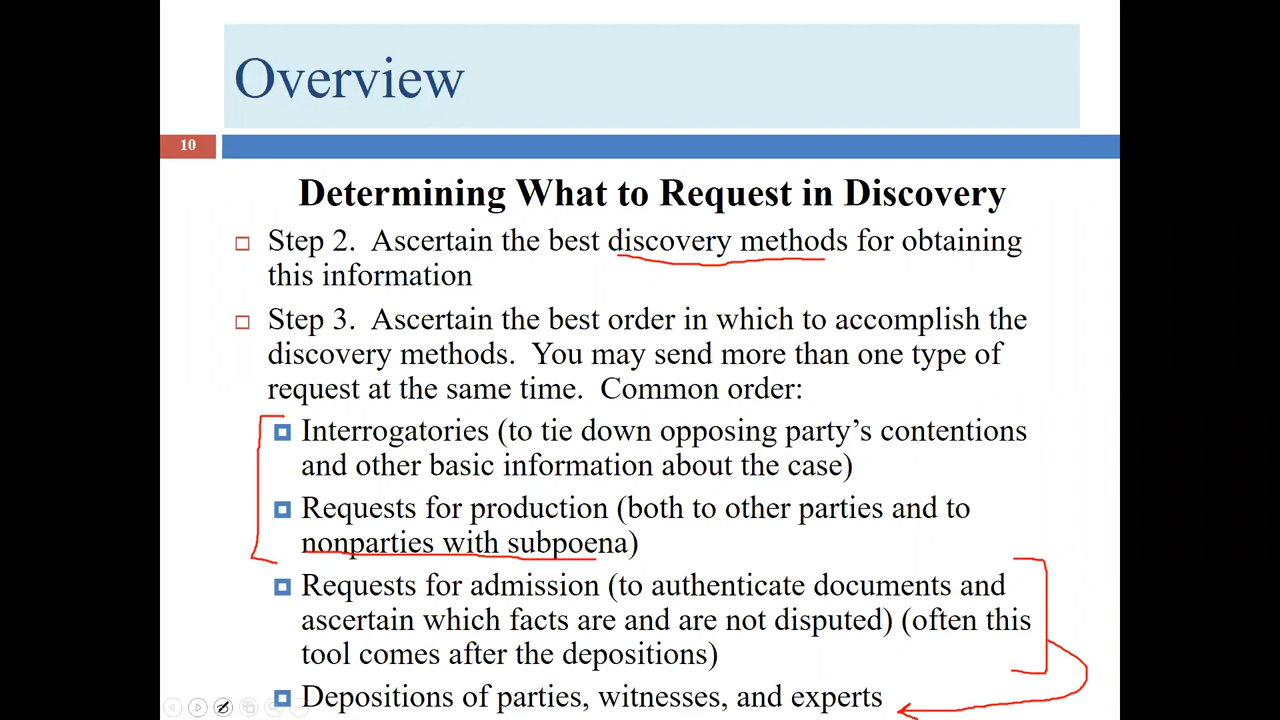 Overview
10
Determining What to Request in Discovery
Step 2. Ascertain the best discovery methods for obtaining
this information
Step 3. Ascertain the best order in which to accomplish the
discovery methods. You may send more than one type of
request at the same time. Common order:
Interrogatories (to tie down opposing party's contentions
and other basic information about the case)
Requests for production (both to other parties and to
nonparties with subpoena)
Requests for admission (to authenticate documents and
ascertain which facts are and are not disputed) (often this
tool comes after the depositions)
Depositions of parties, witnesses, and experts